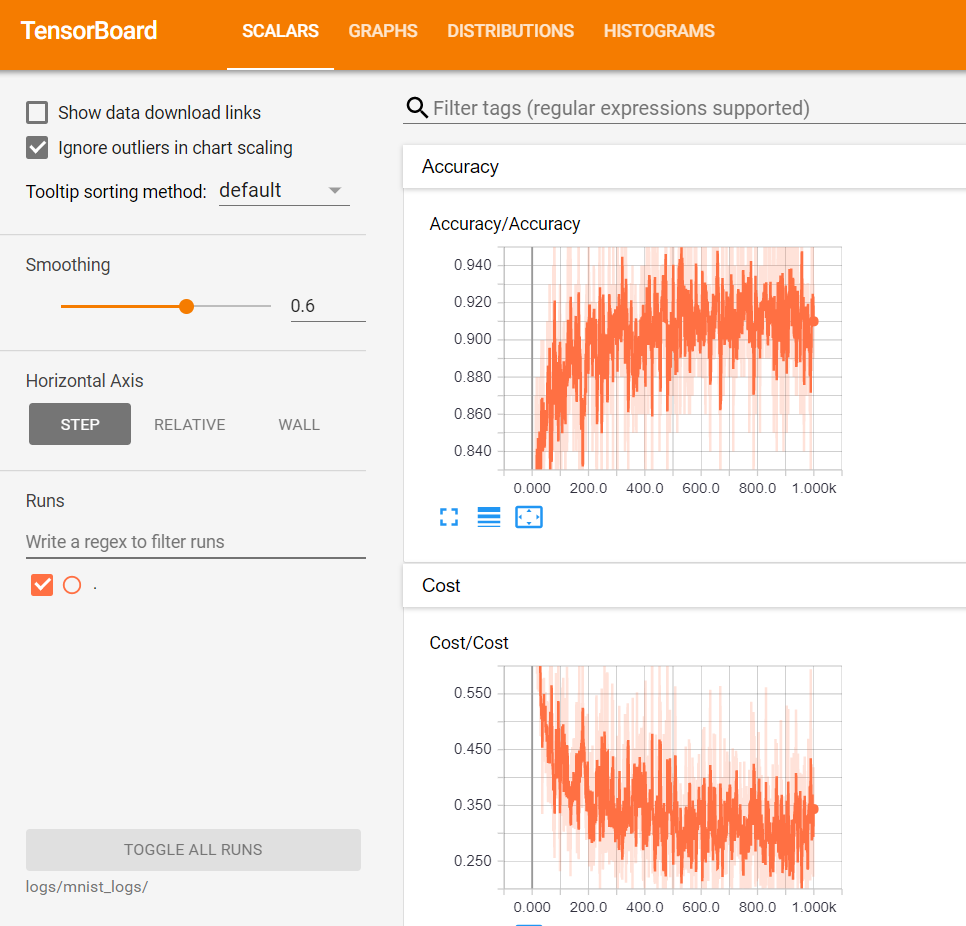 TensorBoard SCALARS GRAPHS DISTRIBUTIONS HISTOGRAMS
Show data download links
Ignore outliers in chart scaling
Tooltip sorting method: default
Smoothing
0.6
Horizontal Axis
STEP RELATIVE WALL
Runs
Write a regex to filter runs
.
TOGGLE ALL RUNS
logs/mnist_logs/
Filter tags (regular expressions supported)
Accuracy
Accuracy/Accuracy
0.940
0.920
0.900
0.880
0.860
0.840
0.000 200.0 400.0 600.0 800.0 1.000k
Cost
Cost/Cost
0.550
0.450
0.350
0.250
0.000 200.0 400.0 600.0 800.0 1.000k